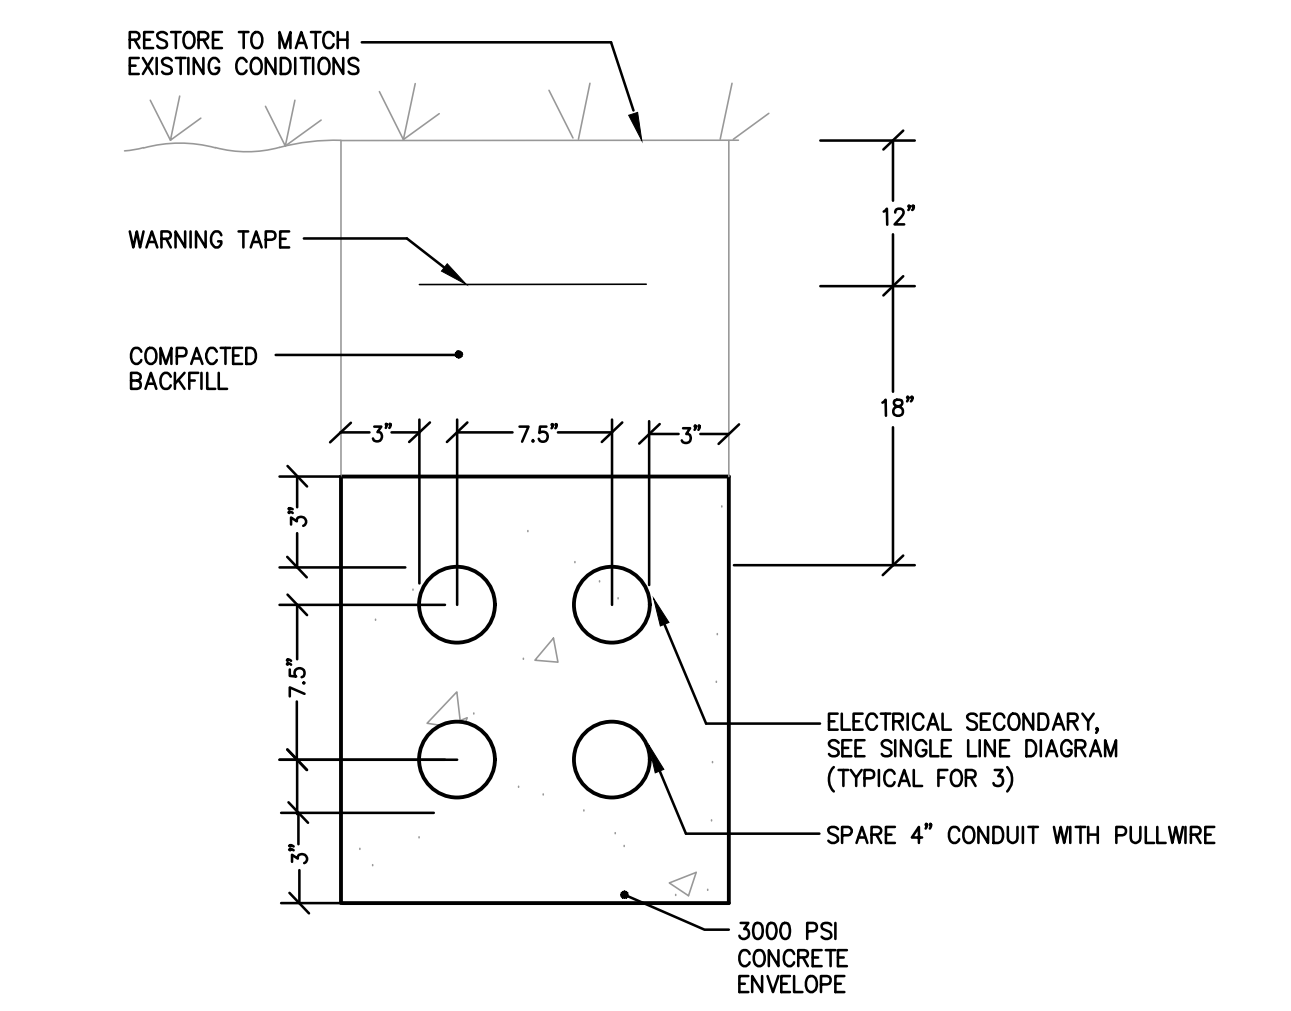 RESTORE TO MATCH
EXISTING CONDITIONS
12"
WARNING TAPE
COMPACTED
BACKFILL
18"
3"
7.5"
3"
3"
7.5"
ELECTRICAL SECONDARY,
SEE SINGLE LINE DIAGRAM
(TYPICAL FOR 3)
SPARE 4" CONDUIT WITH PULLWIRE
3"
3000 PSI
CONCRETE
ENVELOPE